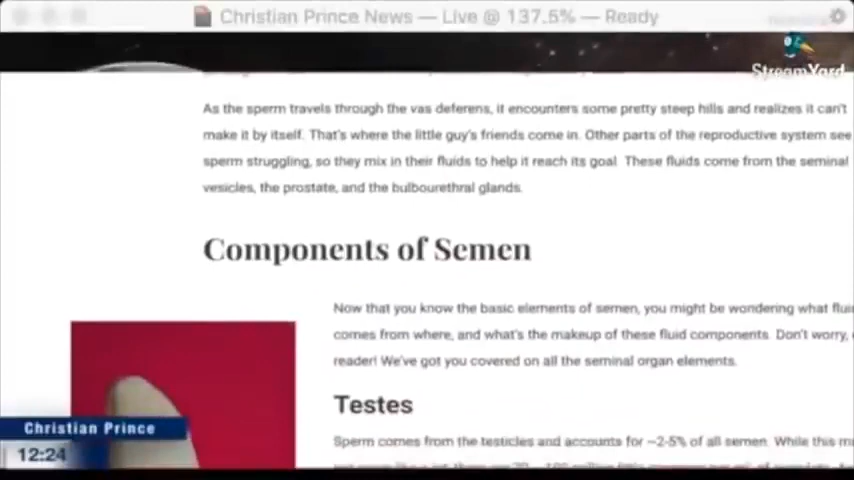 Christian Prince News — Live @ 137.5% — Ready
StreamYard
As the sperm travels through the vas deferens, it encounters some pretty steep hills and realizes it can't
make it by itself. That's where the little guy's friends come in. Other parts of the reproductive system see
sperm struggling, so they mix in their fluids to help it reach its goal. These fluids come from the seminal
vesicles, the prostate, and the bulbourethral glands.
Components of Semen
Now that you know the basic elements of semen, you might be wondering what
comes from where, and what's the makeup of these fluid components. Don't worry,
reader! We've got you covered on all the seminal organ elements.
Testes
Christian Prince
Sperm comes from the testicles and accounts for ~2-5% of all semen. While this
12:24